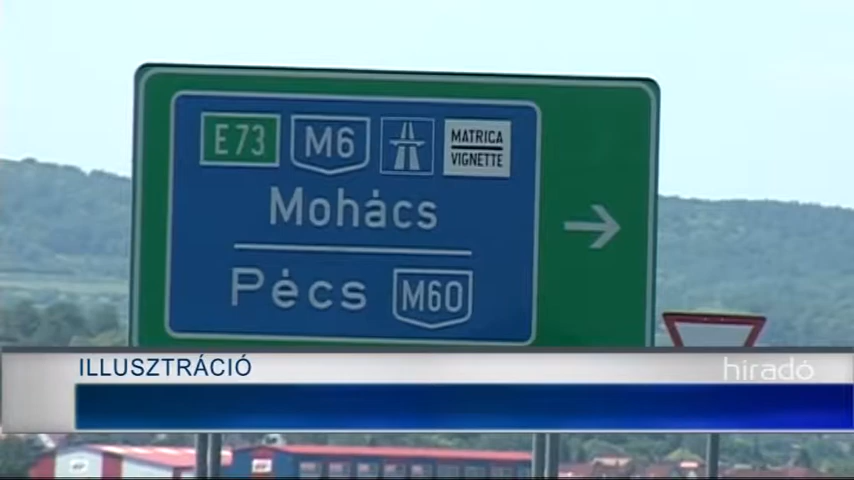 E73 M6 MATRICA
VIGNETTE
Mohács
Pécs M60
ILLUSZTRÁCIÓ
híradó